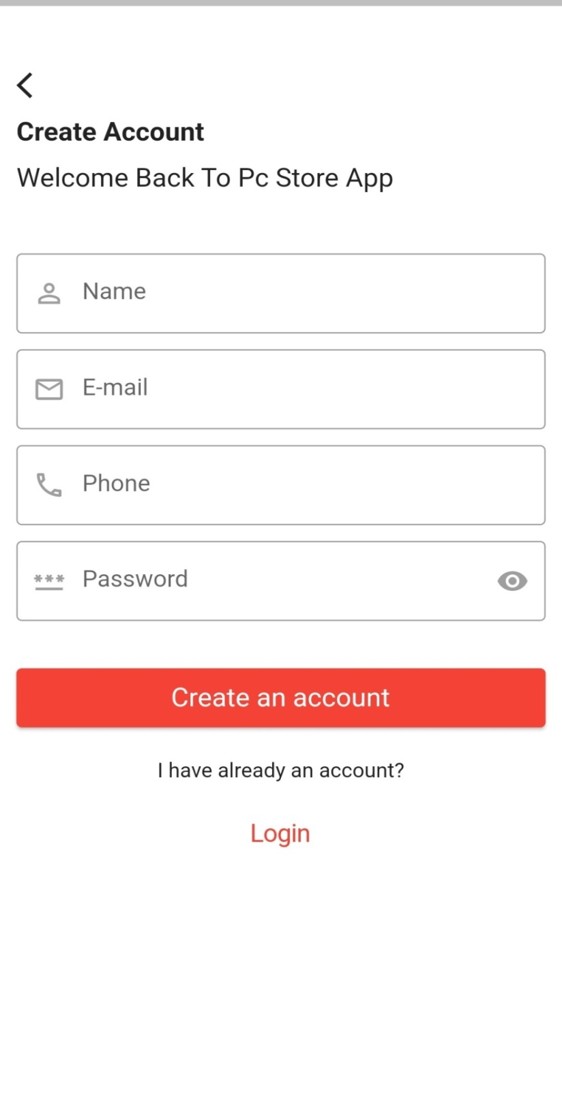 Create Account
Welcome Back To Pc Store App
Name
E-mail
Phone
Password
Create an account
I have already an account?
Login